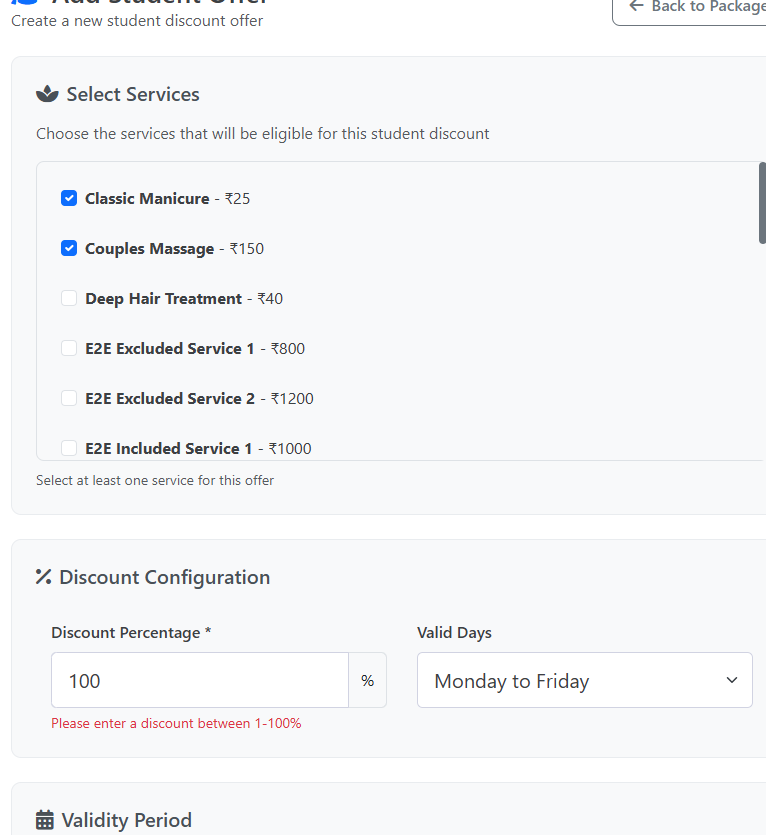 Add Student Offer
Create a new student discount offer
← Back to Package
Select Services
Choose the services that will be eligible for this student discount
Classic Manicure - ₹25
Couples Massage - ₹150
Deep Hair Treatment - ₹40
E2E Excluded Service 1 - ₹800
E2E Excluded Service 2 - ₹1200
E2E Included Service 1 - ₹1000
Select at least one service for this offer
Discount Configuration
Discount Percentage *
Valid Days
100
%
Monday to Friday
Please enter a discount between 1-100%
Validity Period